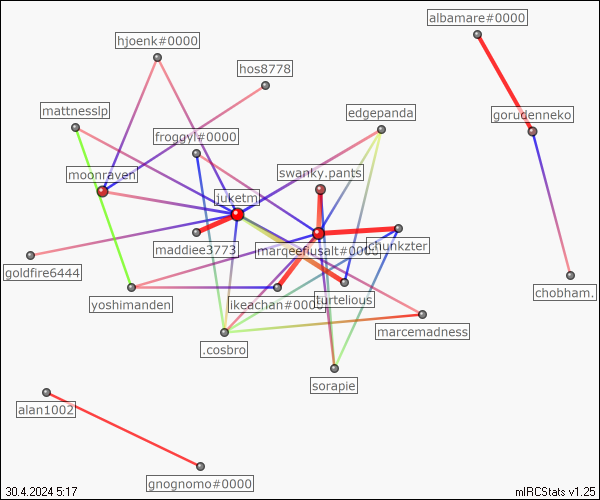 albamare#0000
hjoenk#0000
hos8778
mattnesslp
edgepanda
gorudenneko
froggyl#0000
moonraven
swanky.pants
juketm
maddiee3773
marqeefiusalt#0000
chunkzter
goldfire6444
yoshimanden
ikeachan#0000
turtelious
chobham.
marcemadness
.cosbro
sorapie
alan1002
gnognomo#0000
30.4.2024 5:17
mIRCStats v1.25